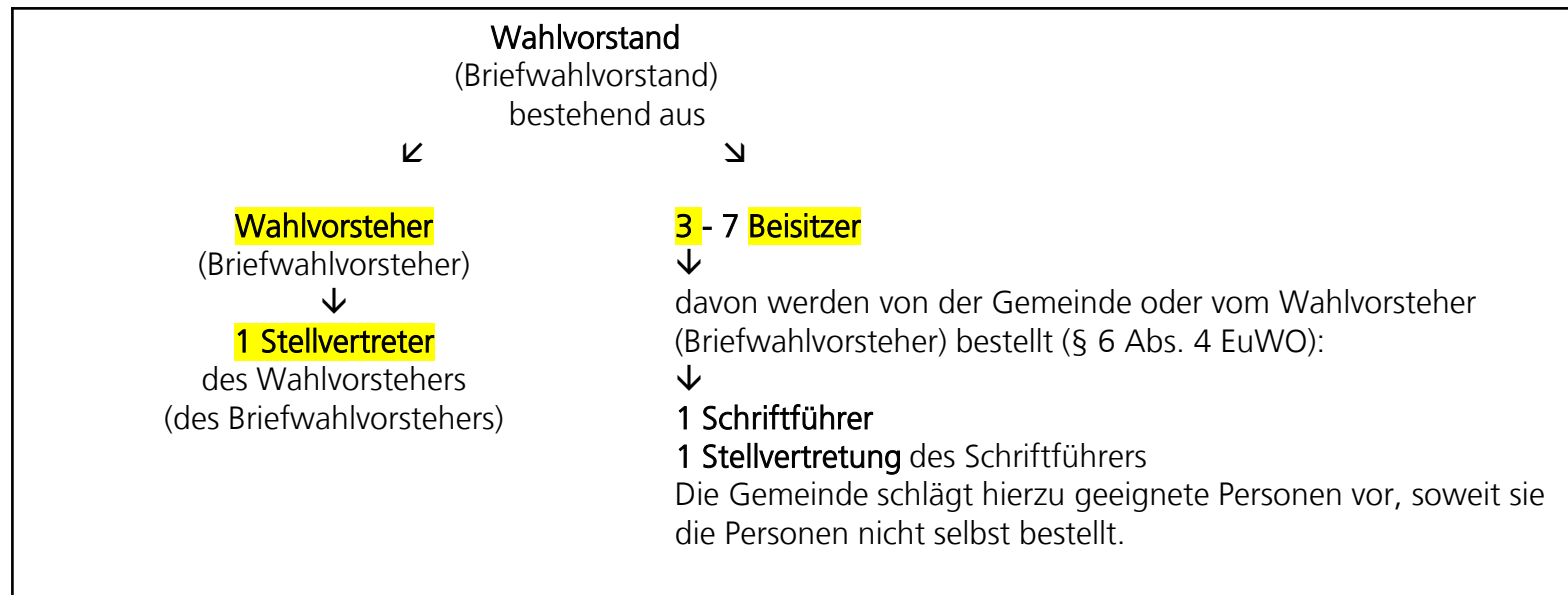 Wahlvorstand
(Briefwahlvorstand)
bestehend aus
🡧 🡦
Wahlvorsteher
(Briefwahlvorsteher)
↓
1 Stellvertreter
des Wahlvorstehers
(des Briefwahlvorstehers)
3 - 7 Beisitzer
↓
davon werden von der Gemeinde oder vom Wahlvorsteher
(Briefwahlvorsteher) bestellt (§ 6 Abs. 4 EuWO):
↓
1 Schriftführer
1 Stellvertretung des Schriftführers
Die Gemeinde schlägt hierzu geeignete Personen vor, soweit sie
die Personen nicht selbst bestellt.